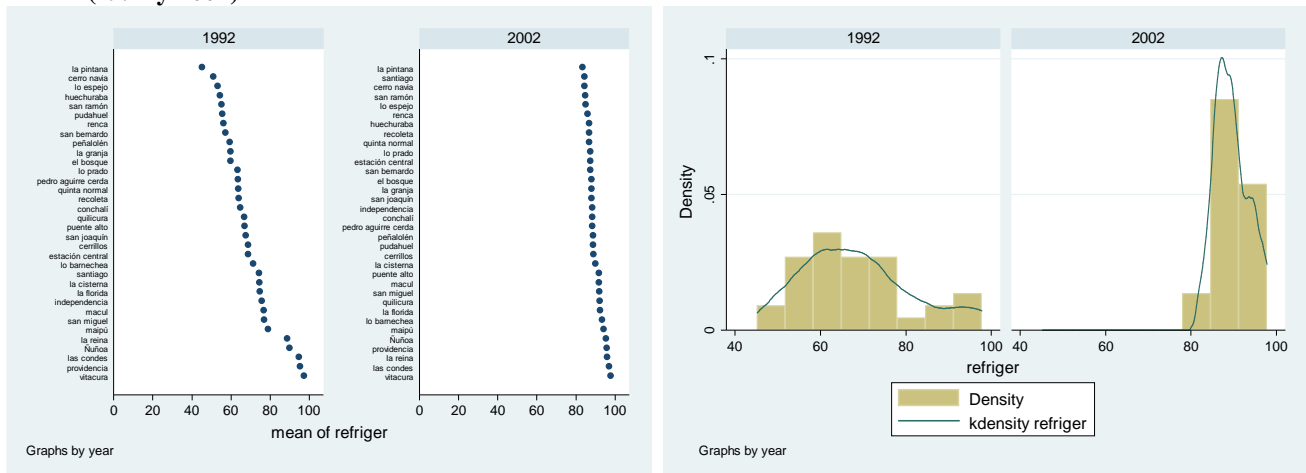 1992
2002
la pintana
cerro navia
lo espejo
huechuraba
san ramón
pudahuel
renca
san bernardo
peñalolén
la granja
el bosque
lo prado
pedro aguirre cerda
quinta normal
recoleta
conchalí
quilicura
puente alto
san joaquín
cerrillos
estación central
lo barnechea
santiago
la cisterna
la florida
independencia
macul
san miguel
maipú
la reina
Ñuñoa
las condes
providencia
vitacura
0 20 40 60 80 100
la pintana
santiago
cerro navia
san ramón
lo espejo
renca
huechuraba
recoleta
quinta normal
lo prado
estación central
san bernardo
el bosque
la granja
san joaquín
independencia
conchalí
pedro aguirre cerda
peñalolén
pudahuel
cerrillos
la cisterna
puente alto
macul
san miguel
quilicura
la florida
lo barnechea
maipú
Ñuñoa
providencia
la reina
las condes
vitacura
0 20 40 60 80 100
mean of refriger
Graphs by year
1992
2002
.1
.05
0
Density
40 60 80 100
40 60 80 100
refriger
Density
kdensity refriger
Graphs by year